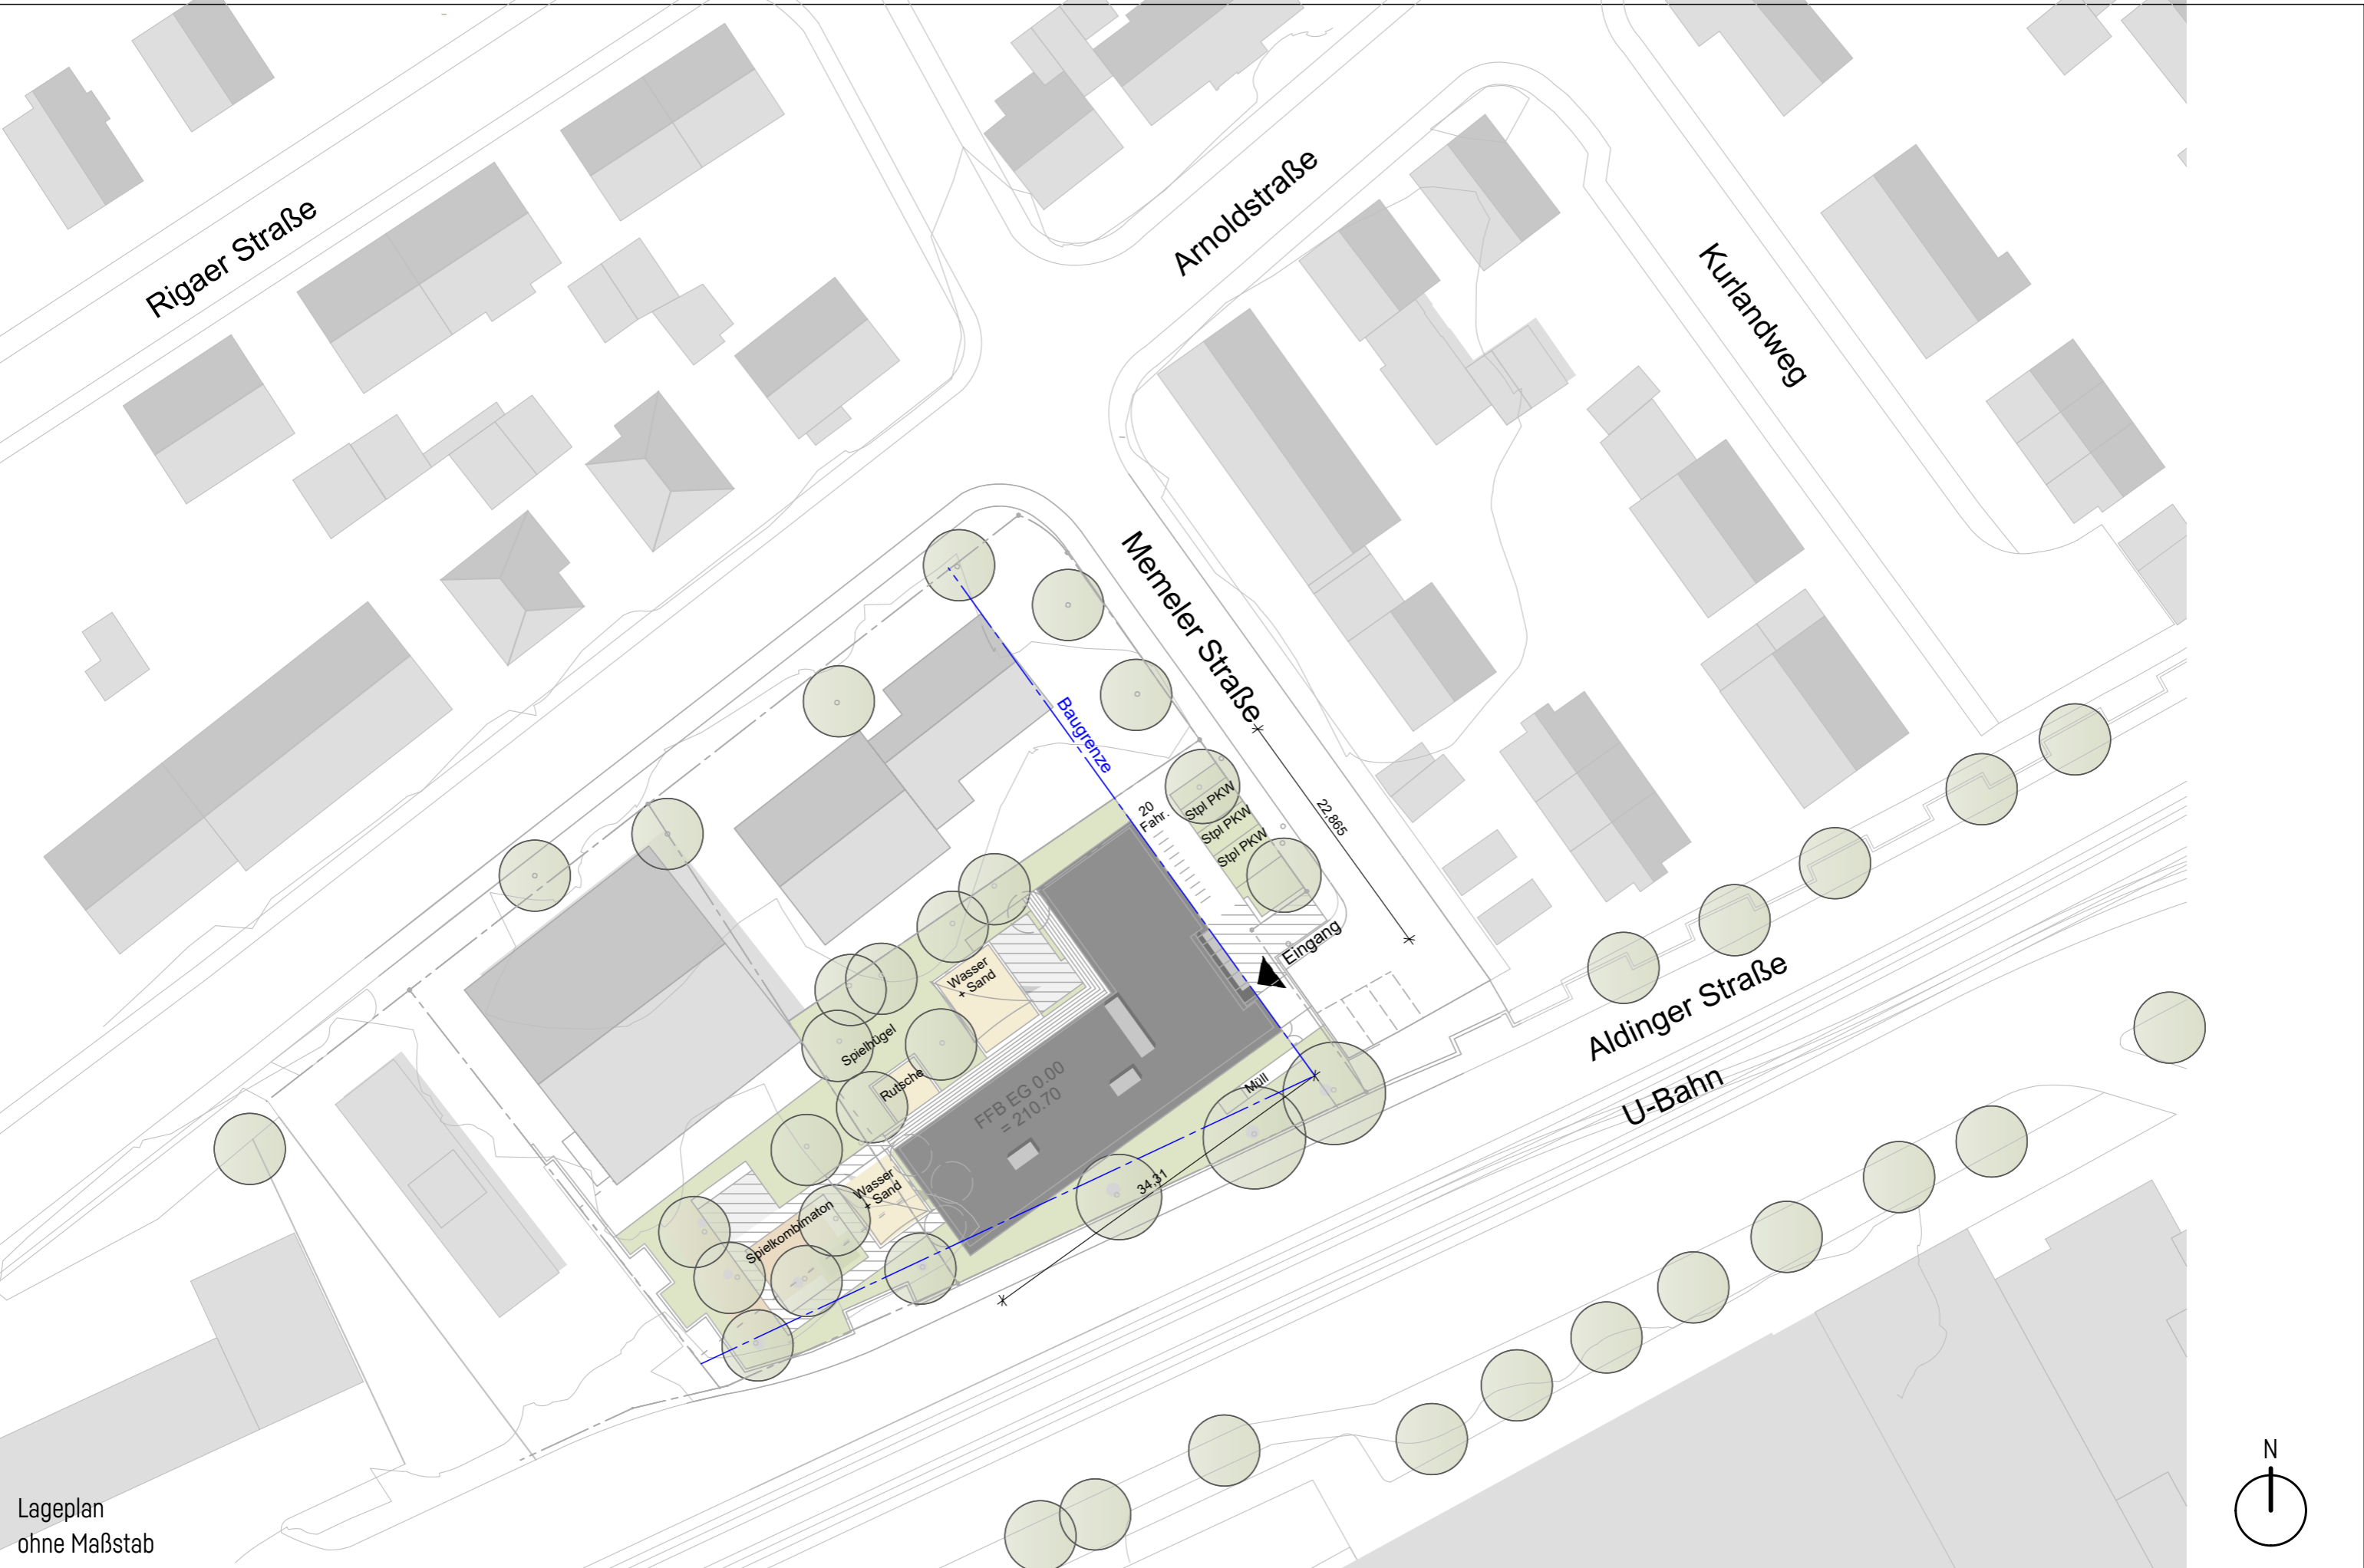 Rigaer Straße
Arnoldstraße
Kurlandweg
Memeler Straße
Baugrenze
20
Fahr.
Stpl PKW
Stpl PKW
Stpl PKW
22,865
Eingang
Wasser
+ Sand
Spielhügel
Rutsche
FFB EG 0.00
= 210.70
Müll
Aldinger Straße
U-Bahn
34,31
Wasser
+ Sand
Spielkombimaton
N
Lageplan
ohne Maßstab